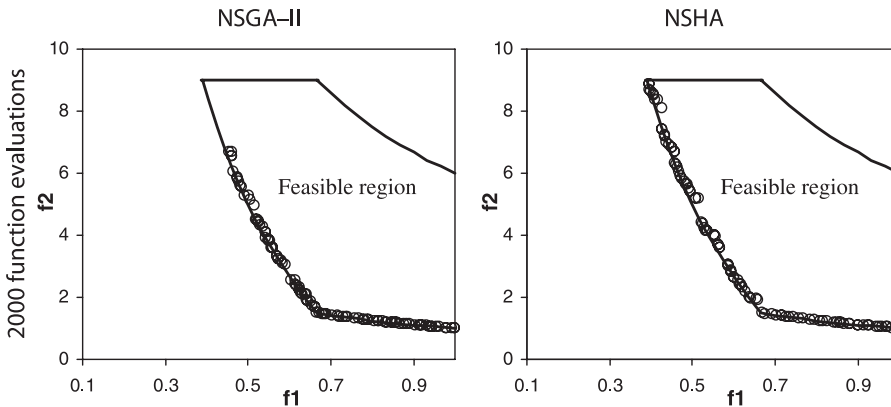 NSGA–II
NSHA
2000 function evaluations
f2
10
8
6
4
2
0
Feasible region
0.1
0.3
0.5
0.7
0.9
f1
f2
10
8
6
4
2
0
Feasible region
0.1
0.3
0.5
0.7
0.9
f1